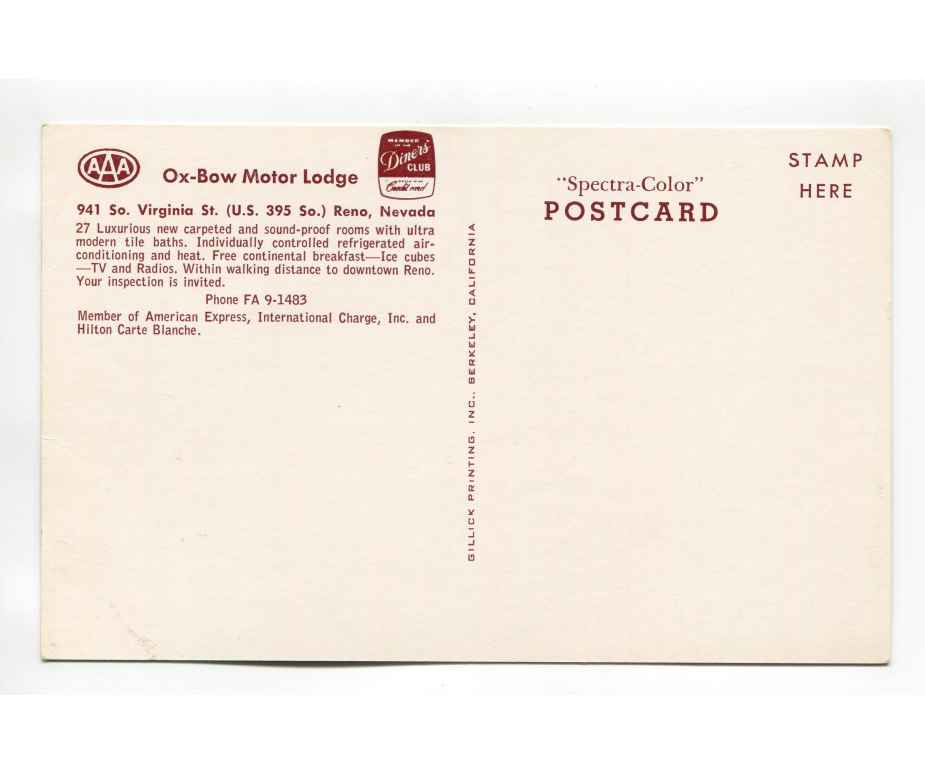 AAA
Ox-Bow Motor Lodge
MEMBER
OF THE
Diners'
CLUB
Credit card
941 So. Virginia St. (U.S. 395 So.) Reno, Nevada
27 Luxurious new carpeted and sound-proof rooms with ultra
modern tile baths. Individually controlled refrigerated air-
conditioning and heat. Free continental breakfast—Ice cubes
—TV and Radios. Within walking distance to downtown Reno.
Your inspection is invited.
Phone FA 9-1483
Member of American Express, International Charge, Inc. and
Hilton Carte Blanche.
GILLICK PRINTING, INC., BERKELEY, CALIFORNIA
"Spectra-Color"
POSTCARD
STAMP
HERE